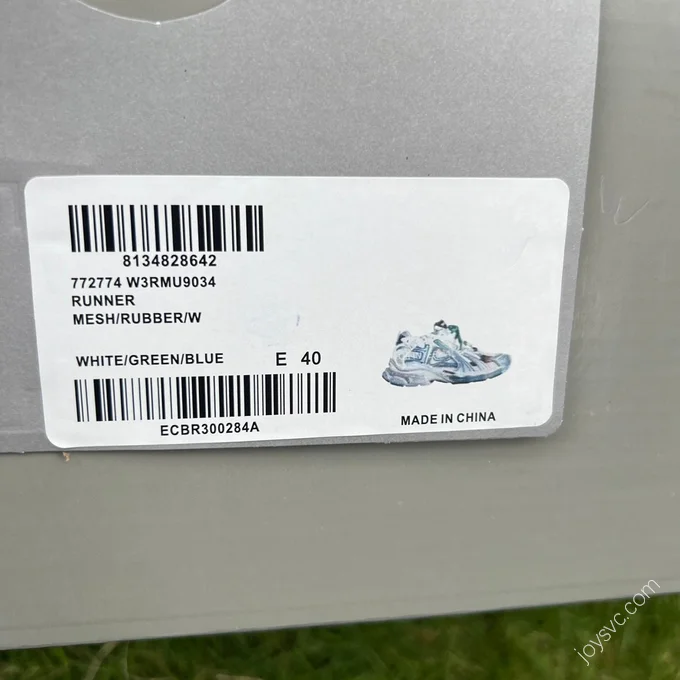 8134828642
772774 W3RMU9034
RUNNER
MESH/RUBBER/W
WHITE/GREEN/BLUE E 40
ECBR300284A
MADE IN CHINA
joysvc.com